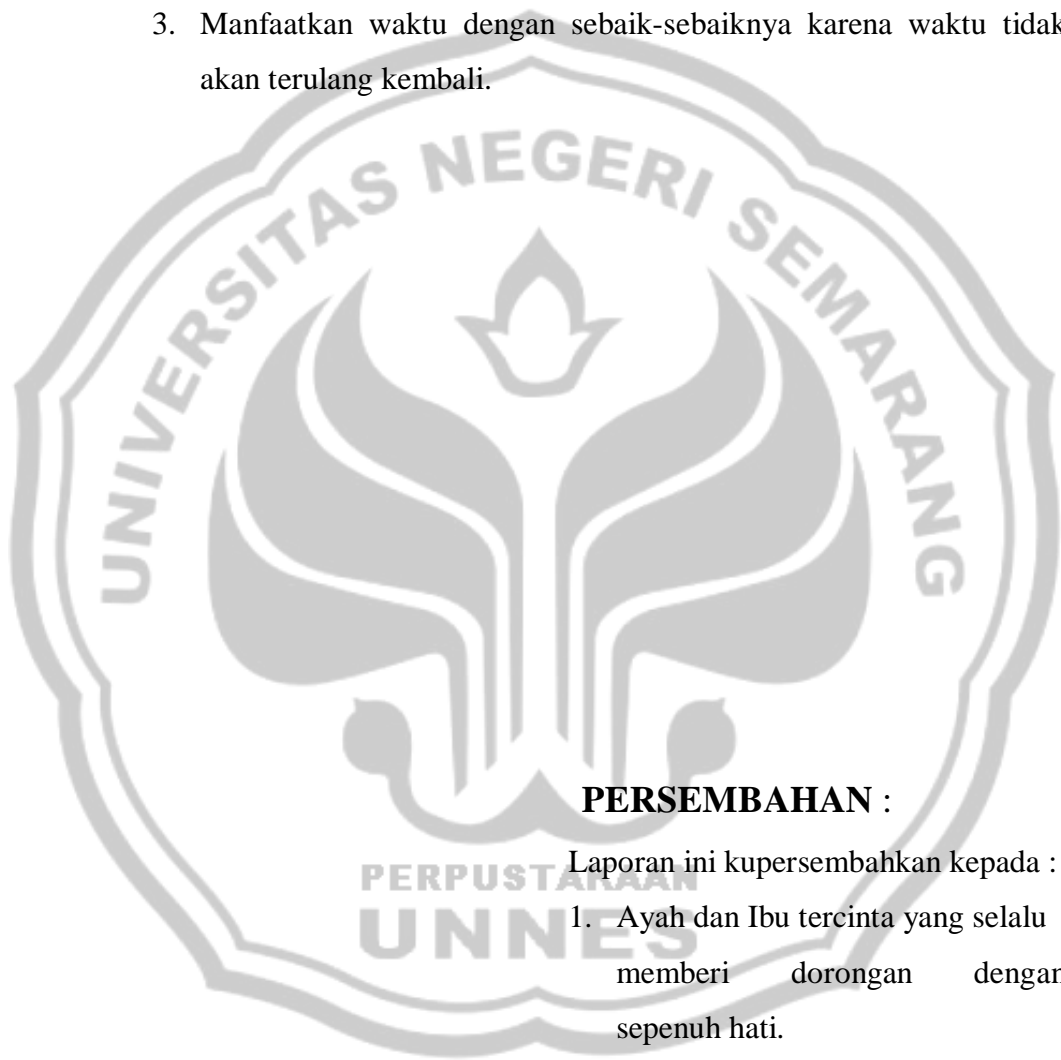 3. Manfaatkan waktu dengan sebaik-sebaiknya karena waktu tidak
akan terulang kembali.
UNIVERSITAS NEGERI SEMARANG
PERSEMBAHAN :
Laporan ini kupersembahkan kepada :
PERPUSTAKAAN
UNNES
1. Ayah dan Ibu tercinta yang selalu
memberi dorongan dengan
sepenuh hati.